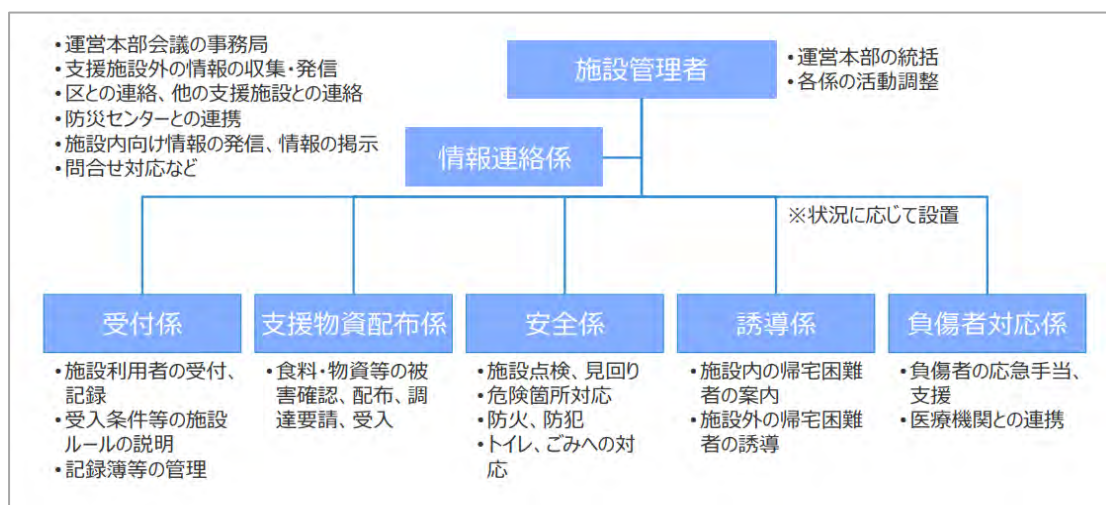 •運営本部会議の事務局
•支援施設外の情報の収集・発信
•区との連絡、他の支援施設との連絡
•防災センターとの連携
•施設内向け情報の発信、情報の掲示
•問合せ対応など
施設管理者
•運営本部の統括
•各係の活動調整
情報連絡係
※状況に応じて設置
受付係
•施設利用者の受付、
記録
•受入条件等の施設
ルールの説明
•記録簿等の管理
支援物資配布係
•食料・物資等の被
害確認、配布、調
達要請、受入
安全係
•施設点検、見回り
•危険箇所対応
•防火、防犯
•トイレ、ごみへの対
応
誘導係
•施設内の帰宅困難
者の案内
•施設外の帰宅困難
者の誘導
負傷者対応係
•負傷者の応急手当、
支援
•医療機関との連携